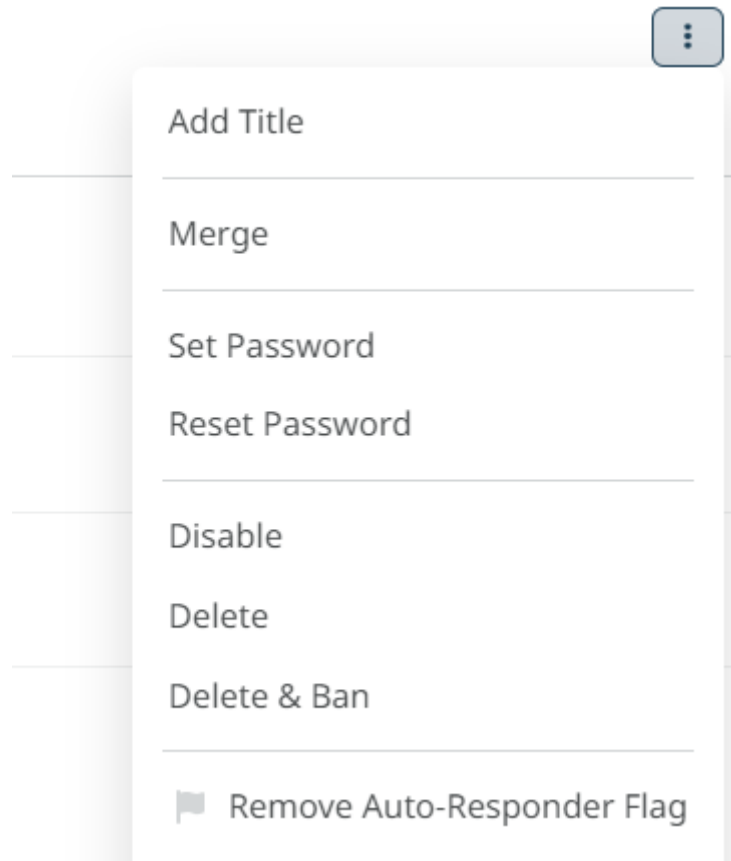 Add Title
Merge
Set Password
Reset Password
Disable
Delete
Delete & Ban
Remove Auto-Responder Flag